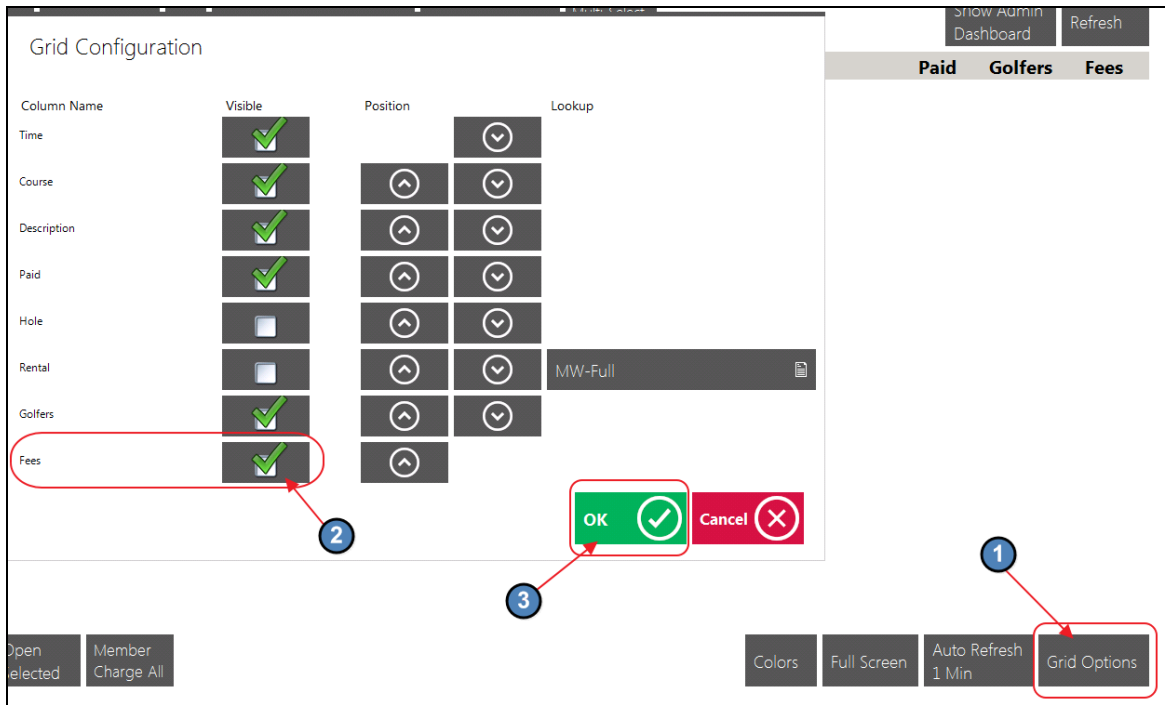 Multi-Select
Show Admin
Dashboard
Refresh
Grid Configuration
Paid Golfers Fees
Column Name Visible Position Lookup
Time
Course
Description
Paid
Hole
Rental MW-Full
Golfers
Fees
OK Cancel
2
1
3
Open
Selected
Member
Charge All
Colors
Full Screen
Auto Refresh
1 Min
Grid Options